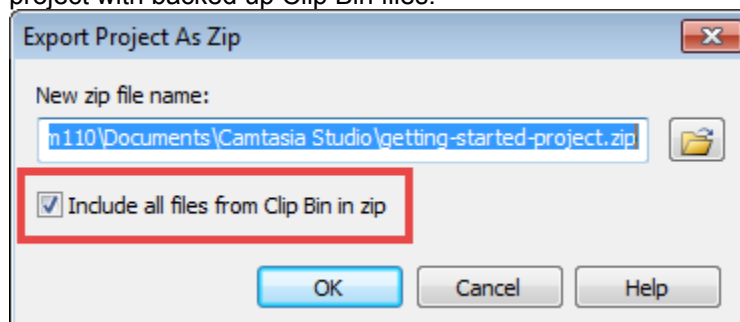 project with backed up Clip Bin files.
Export Project As Zip
New zip file name:
m110\Documents\Camtasia Studio\getting-started-project.zip
Include all files from Clip Bin in zip
OK Cancel Help